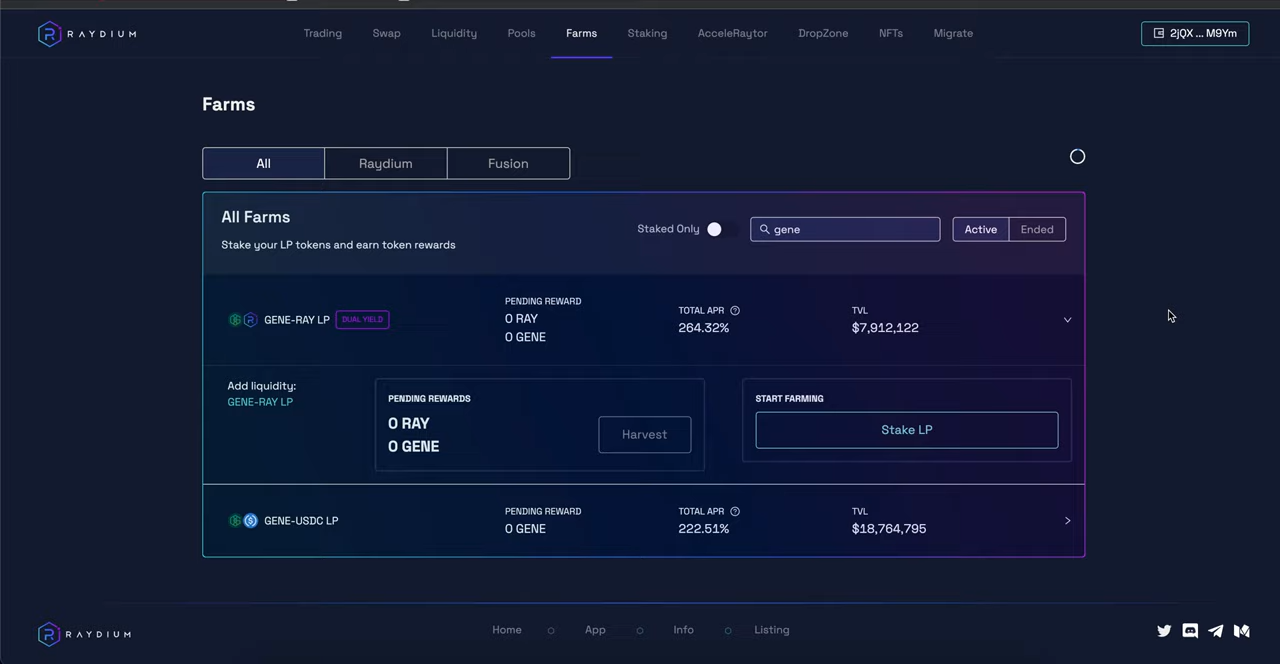 RAYDIUM
Trading Swap Liquidity Pools Farms Staking AcceleRaytor DropZone NFTs Migrate
2jQX ... M9Ym
Farms
All Raydium Fusion
All Farms
Stake your LP tokens and earn token rewards
Staked Only
gene
Active Ended
GENE-RAY LP
DUAL YIELD
PENDING REWARD
0 RAY
0 GENE
TOTAL APR
264.32%
TVL
$7,912,122
Add liquidity:
GENE-RAY LP
PENDING REWARDS
0 RAY
0 GENE
Harvest
START FARMING
Stake LP
GENE-USDC LP
PENDING REWARD
0 GENE
TOTAL APR
222.51%
TVL
$18,764,795
RAYDIUM
Home App Info Listing